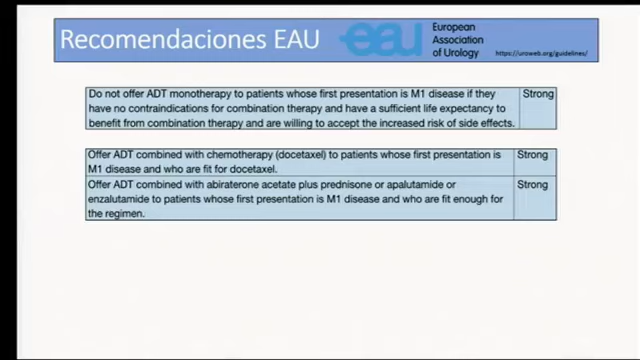 Recomendaciones EAU
eau
European
Association
of Urology
https://uroweb.org/guidelines/
Do not offer ADT monotherapy to patients whose first presentation is M1 disease if they
have no contraindications for combination therapy and have a sufficient life expectancy to
benefit from combination therapy and are willing to accept the increased risk of side effects.
Strong
Offer ADT combined with chemotherapy (docetaxel) to patients whose first presentation is
M1 disease and who are fit for docetaxel.
Strong
Offer ADT combined with abiraterone acetate plus prednisone or apalutamide or
enzalutamide to patients whose first presentation is M1 disease and who are fit enough for
the regimen.
Strong